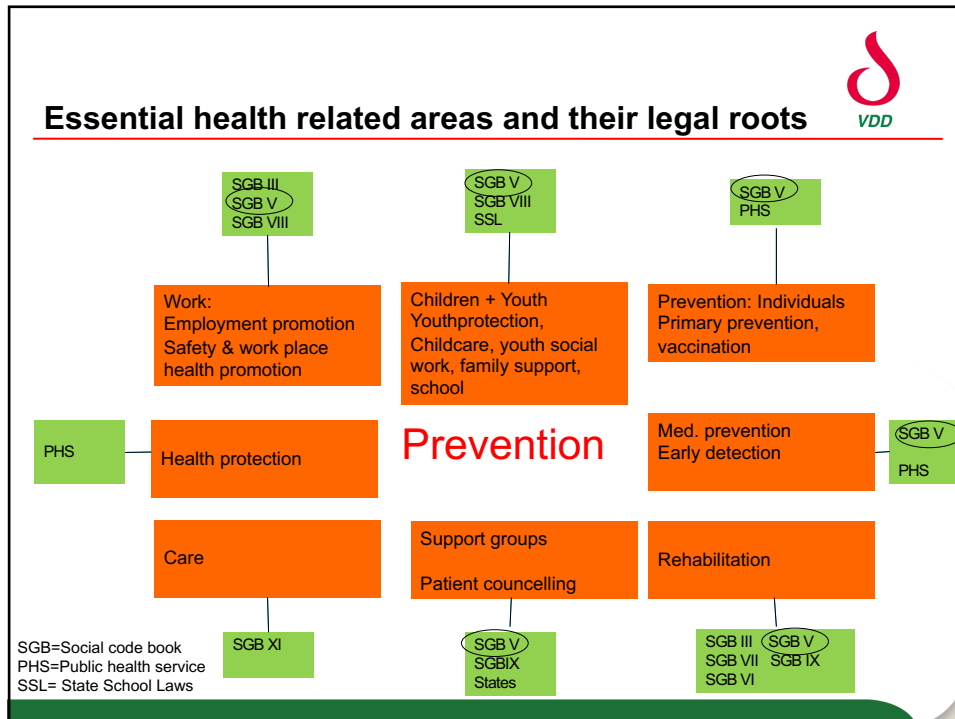 VDD
Essential health related areas and their legal roots
SGB III
SGB V
SGB VIII
SGB V
SGB VIII
SSL
SGB V
PHS
Work:
Employment promotion
Safety & work place
health promotion
Children + Youth
Youthprotection,
Childcare, youth social
work, family support,
school
Prevention: Individuals
Primary prevention,
vaccination
PHS
Health protection
Prevention
Med. prevention
Early detection
SGB V
PHS
Care
Support groups
Patient councelling
Rehabilitation
SGB XI
SGB V
SGBIX
States
SGB III SGB V
SGB VII SGB IX
SGB VI
SGB=Social code book
PHS=Public health service
SSL= State School Laws